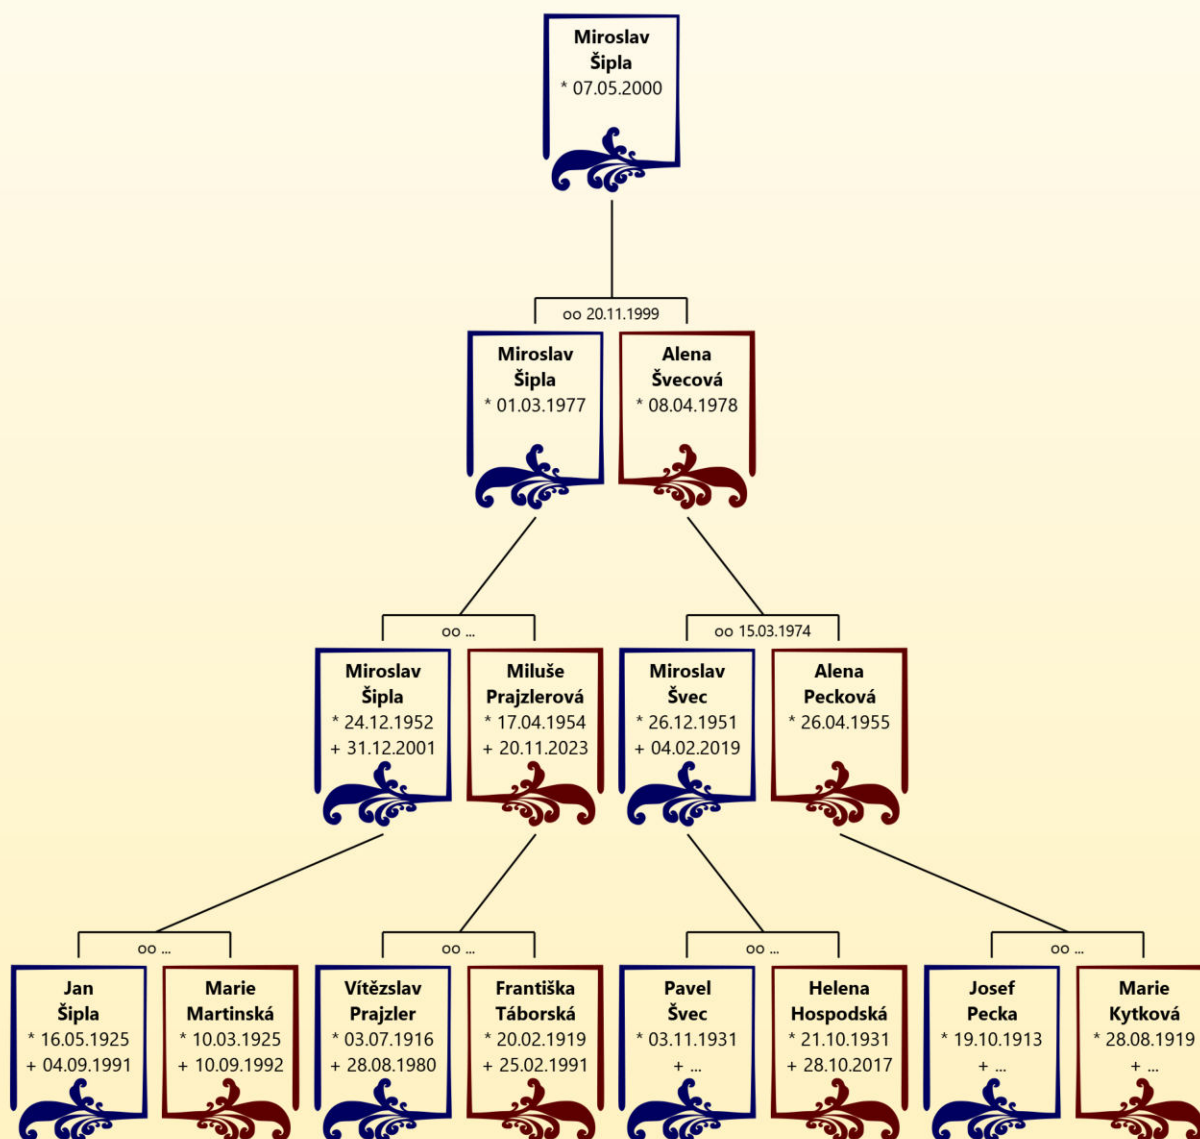 Miroslav
Šipla
* 07.05.2000
oo 20.11.1999
Miroslav
Šipla
* 01.03.1977
Alena
Švecová
* 08.04.1978
oo ...
oo 15.03.1974
Miroslav
Šipla
* 24.12.1952
+ 31.12.2001
Miluše
Prajzlerová
* 17.04.1954
+ 20.11.2023
Miroslav
Švec
* 26.12.1951
+ 04.02.2019
Alena
Pecková
* 26.04.1955
oo ...
oo ...
oo ...
oo ...
Jan
Šipla
* 16.05.1925
+ 04.09.1991
Marie
Martinská
* 10.03.1925
+ 10.09.1992
Vítězslav
Prajzler
* 03.07.1916
+ 28.08.1980
Františka
Táborská
* 20.02.1919
+ 25.02.1991
Pavel
Švec
* 03.11.1931
+ ...
Helena
Hospodská
* 21.10.1931
+ 28.10.2017
Josef
Pecka
* 19.10.1913
+ ...
Marie
Kytková
* 28.08.1919
+ ...